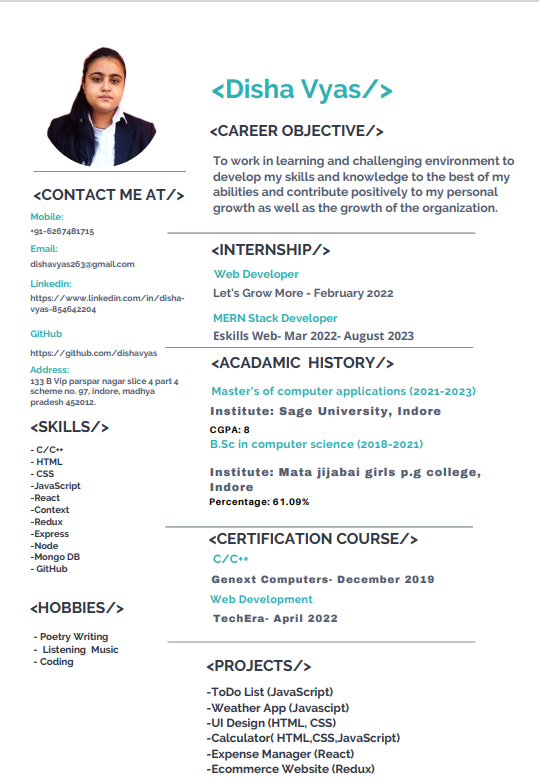 <Disha Vyas/>
<CAREER OBJECTIVE/>
To work in learning and challenging environment to
develop my skills and knowledge to the best of my
abilities and contribute positively to my personal
growth as well as the growth of the organization.
<CONTACT ME AT/>
Mobile:
+91-6267481715
Email:
dishavyas263@gmail.com
LinkedIn:
https://www.linkedin.com/in/disha-
vyas-854642204
GitHub
https://github.com/dishavyas
Address:
133 B Vip parspar nagar slice 4 part 4
scheme no. 97, indore, madhya
pradesh 452012.
<SKILLS/>
- C/C++
- HTML
- CSS
-JavaScript
-React
-Context
-Redux
-Express
-Node
-Mongo DB
- GitHub
<HOBBIES/>
- Poetry Writing
- Listening Music
- Coding
<INTERNSHIP/>
Web Developer
Let's Grow More - February 2022
MERN Stack Developer
Eskills Web- Mar 2022- August 2023
<ACADAMIC HISTORY/>
Master's of computer applications (2021-2023)
Institute: Sage University, Indore
CGPA: 8
B.Sc in computer science (2018-2021)
Institute: Mata jijabai girls p.g college,
Indore
Percentage: 61.09%
<CERTIFICATION COURSE/>
C/C++
Genext Computers- December 2019
Web Development
TechEra- April 2022
<PROJECTS/>
-ToDo List (JavaScript)
-Weather App (Javascipt)
-UI Design (HTML, CSS)
-Calculator( HTML,CSS,JavaScript)
-Expense Manager (React)
-Ecommerce Website (Redux)